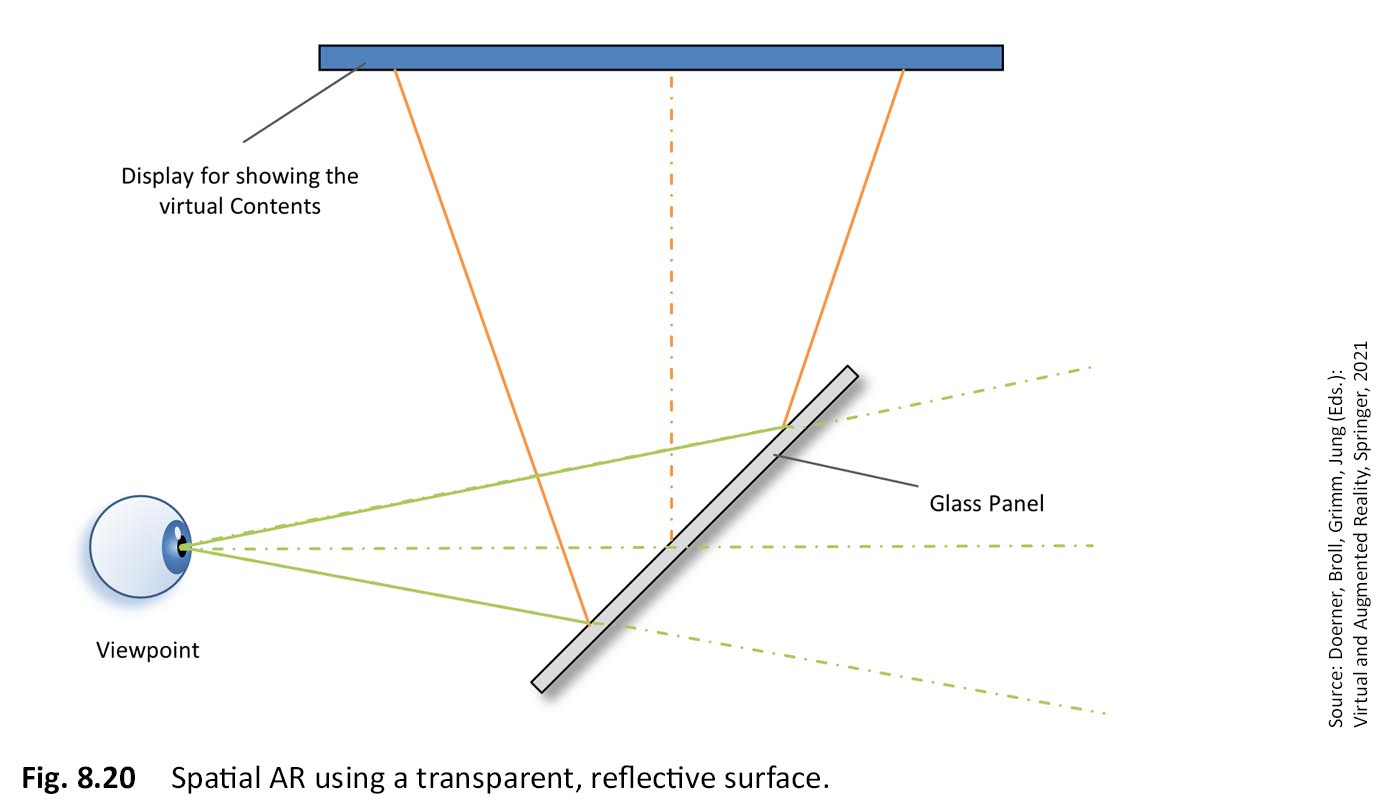 Display for showing the
virtual Contents
Glass Panel
Viewpoint
Source: Doerner, Broll, Grimm, Jung (Eds.):
Virtual and Augmented Reality, Springer, 2021
Fig. 8.20 Spatial AR using a transparent, reflective surface.